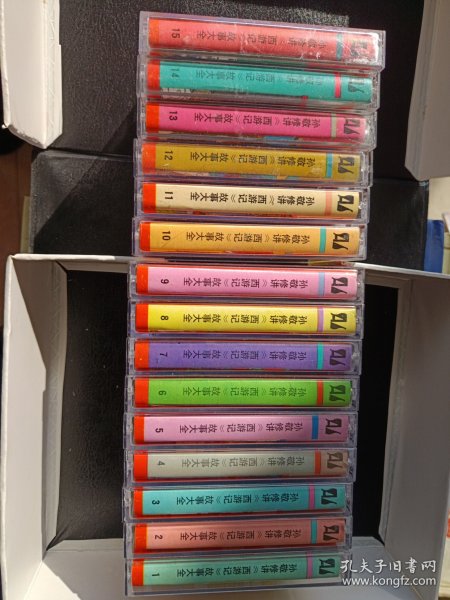 孙敬修讲《西游记》故事大全 15
孙敬修讲《西游记》故事大全 14
孙敬修讲《西游记》故事大全 13
孙敬修讲《西游记》故事大全 12
孙敬修讲《西游记》故事大全 11
孙敬修讲《西游记》故事大全 10
孙敬修讲《西游记》故事大全 9
孙敬修讲《西游记》故事大全 8
孙敬修讲《西游记》故事大全 7
孙敬修讲《西游记》故事大全 6
孙敬修讲《西游记》故事大全 5
孙敬修讲《西游记》故事大全 4
孙敬修讲《西游记》故事大全 3
孙敬修讲《西游记》故事大全 2
孙敬修讲《西游记》故事大全 1
孔夫子旧书网
www.kongfz.com